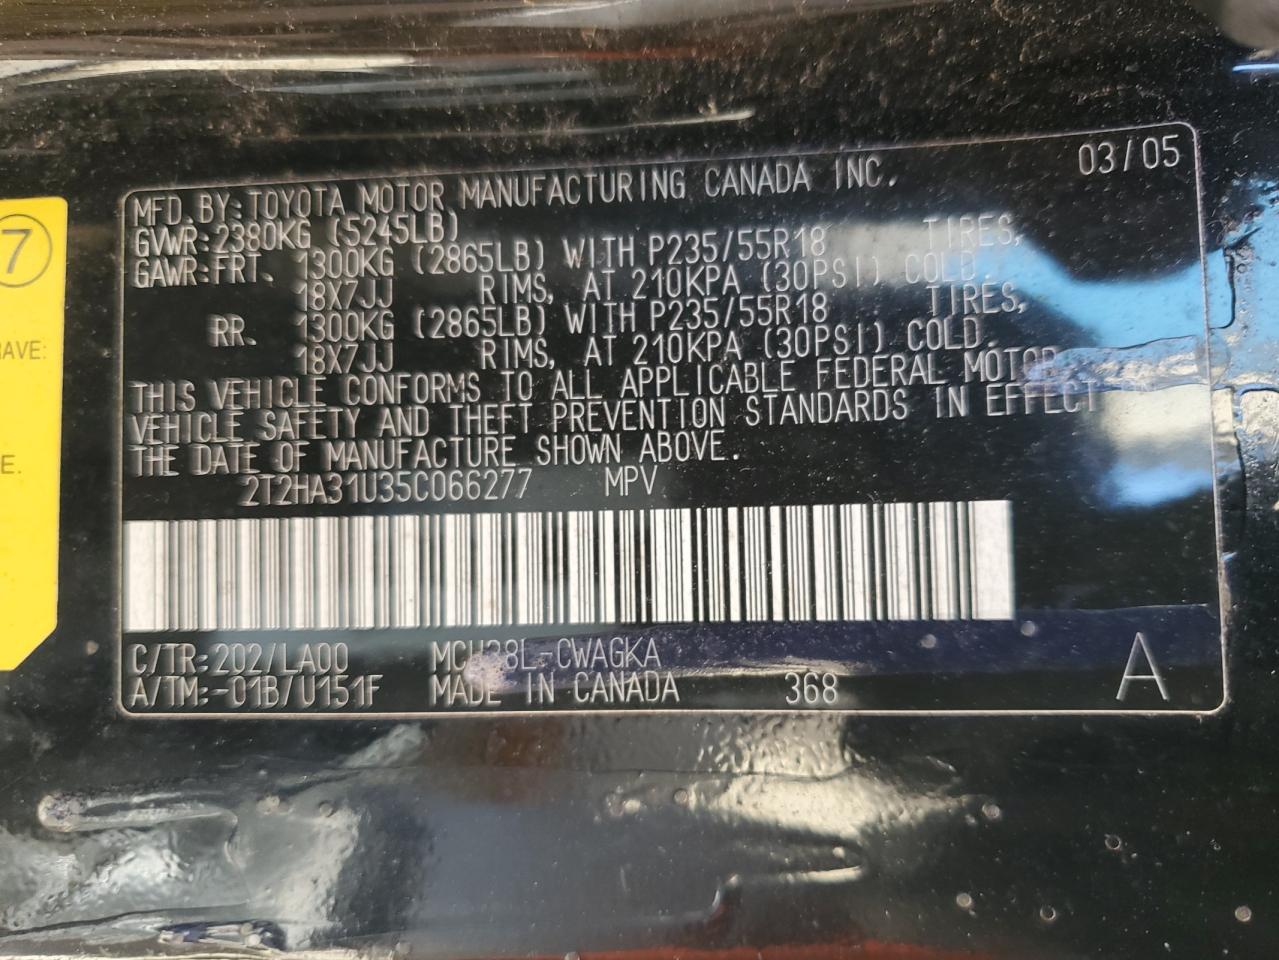 03/05
MFD.BY:TOYOTA MOTOR MANUFACTURING CANADA INC.
GVWR:2380KG (5245LB)
GAWR:FRT. 1300KG (2865LB) WITH P235/55R18 TIRES,
18X7JJ RIMS, AT 210KPA (30PSI) COLD.
RR. 1300KG (2865LB) WITH P235/55R18 TIRES,
18X7JJ RIMS, AT 210KPA (30PSI) COLD.
THIS VEHICLE CONFORMS TO ALL APPLICABLE FEDERAL MOTOR
VEHICLE SAFETY AND THEFT PREVENTION STANDARDS IN EFFECT
THE DATE OF MANUFACTURE SHOWN ABOVE.
2T2HA31U35C066277 MPV
C/TR:202/LA00 MCU38L-CWAGKA
A/TM:-01B/U151F MADE IN CANADA 368
A
7